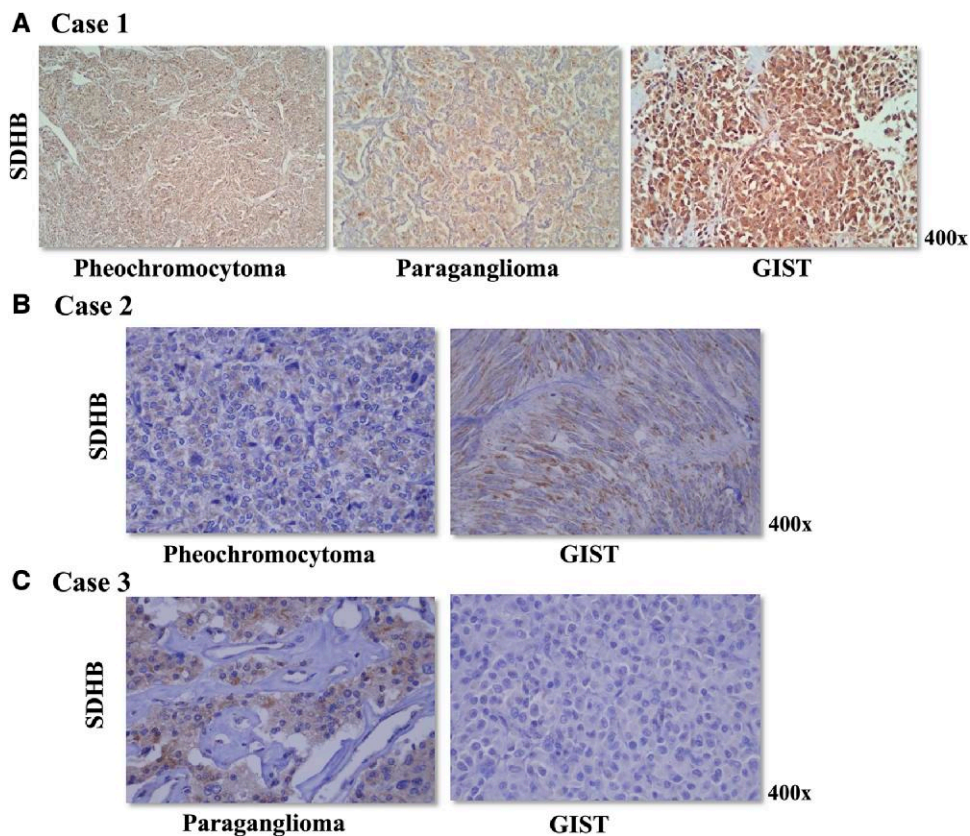 A Case 1
SDHB
Pheochromocytoma
Paraganglioma
GIST
400x
B Case 2
SDHB
Pheochromocytoma
GIST
400x
C Case 3
SDHB
Paraganglioma
GIST
400x